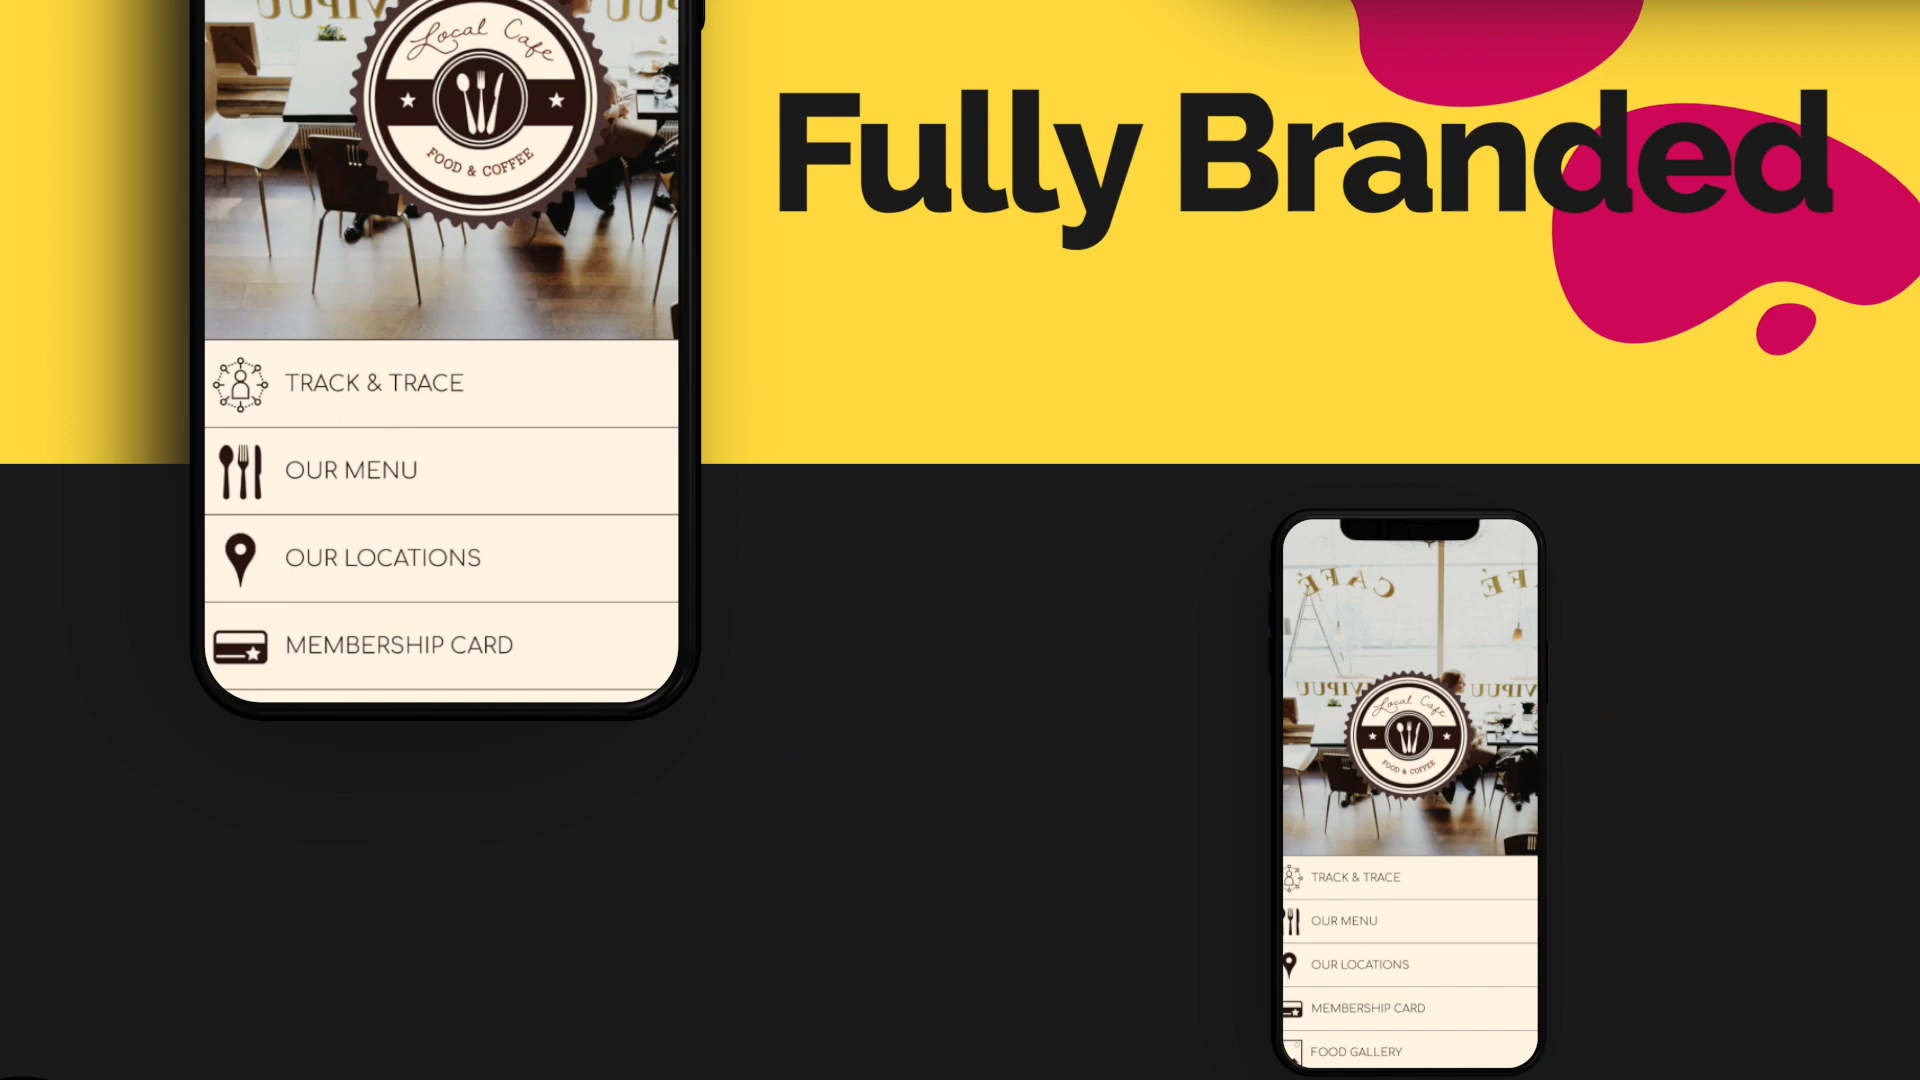 Local Cafe
FOOD & COFFEE
TRACK & TRACE
OUR MENU
OUR LOCATIONS
MEMBERSHIP CARD
Fully Branded
CAFÉ
Local Cafe
FOOD & COFFEE
TRACK & TRACE
OUR MENU
OUR LOCATIONS
MEMBERSHIP CARD
FOOD GALLERY